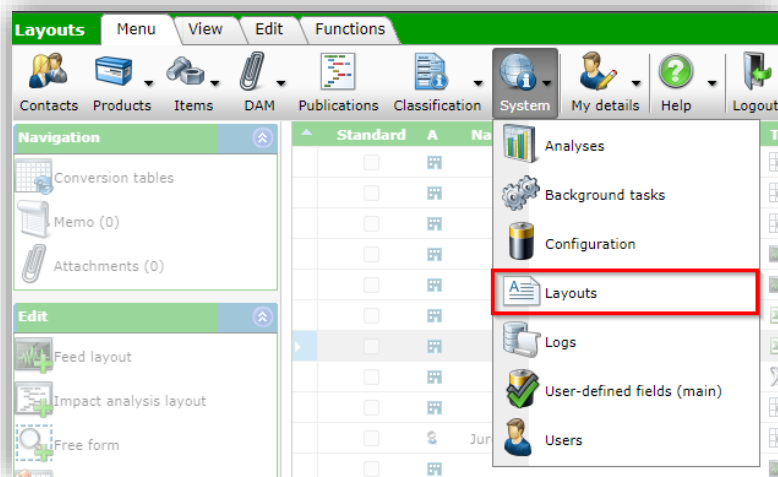 Layouts Menu View Edit Functions
Contacts Products Items DAM Publications Classification System My details Help Logout
Navigation
Conversion tables
Memo (0)
Attachments (0)
Edit
Feed layout
Impact analysis layout
Free form
Standard A Na
Jur
Analyses
Background tasks
Configuration
Layouts
Logs
User-defined fields (main)
Users
T